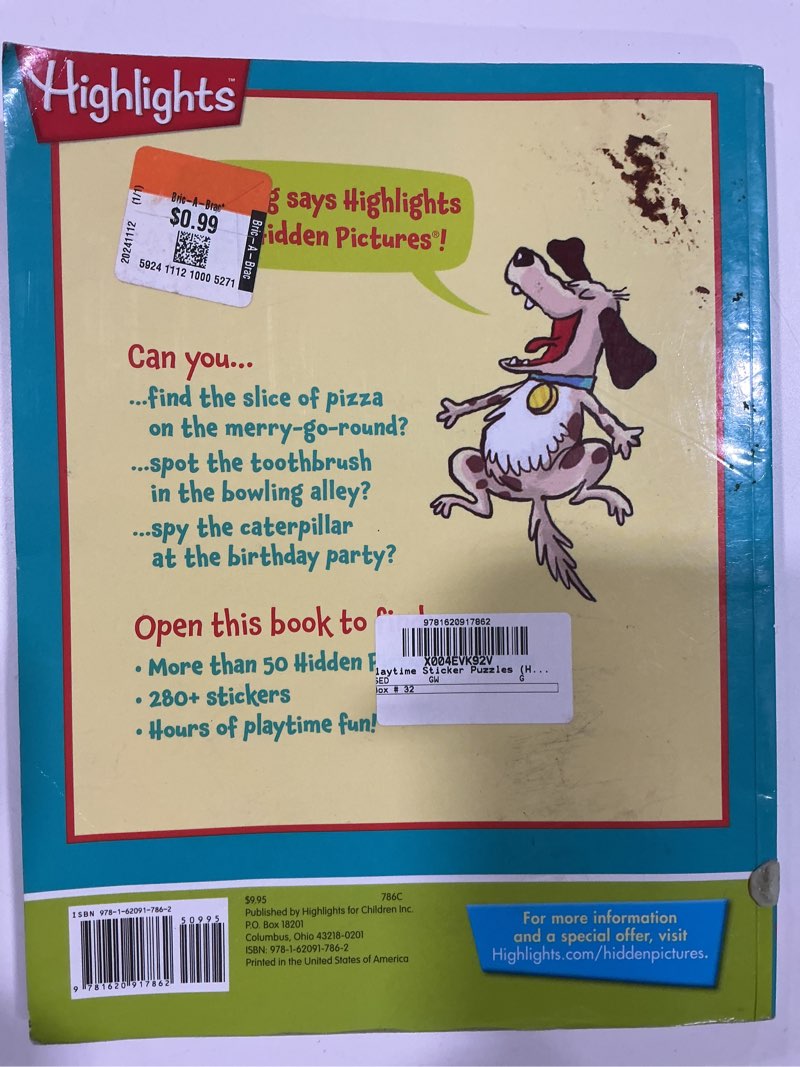 Highlights™
g says Highlights
idden Pictures®!
Bric-A-Brac
$0.99
Bric-A-Brac
20241112 (1/1)
5924 1112 1000 5271
Can you...
...find the slice of pizza
on the merry-go-round?
...spot the toothbrush
in the bowling alley?
...spy the caterpillar
at the birthday party?
Open this book to
• More than 50 Hidden
• 280+ stickers
• Hours of playtime fun!
9781620917862
X004EVK92V
laytime Sticker Puzzles (H...
SED GW G
ox # 32
ISBN 978-1-62091-786-2
50995
9 781620 917862
$9.95 786C
Published by Highlights for Children Inc.
P.O. Box 18201
Columbus, Ohio 43218-0201
ISBN: 978-1-62091-786-2
Printed in the United States of America
For more information
and a special offer, visit
Highlights.com/hiddenpictures.